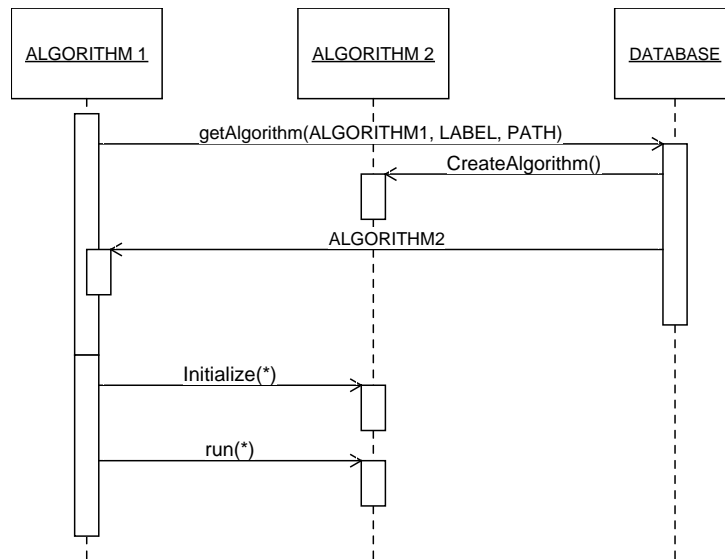 ALGORITHM 1
ALGORITHM 2
DATABASE
getAlgorithm(ALGORITHM1, LABEL, PATH)
CreateAlgorithm()
ALGORITHM2
Initialize(*)
run(*)